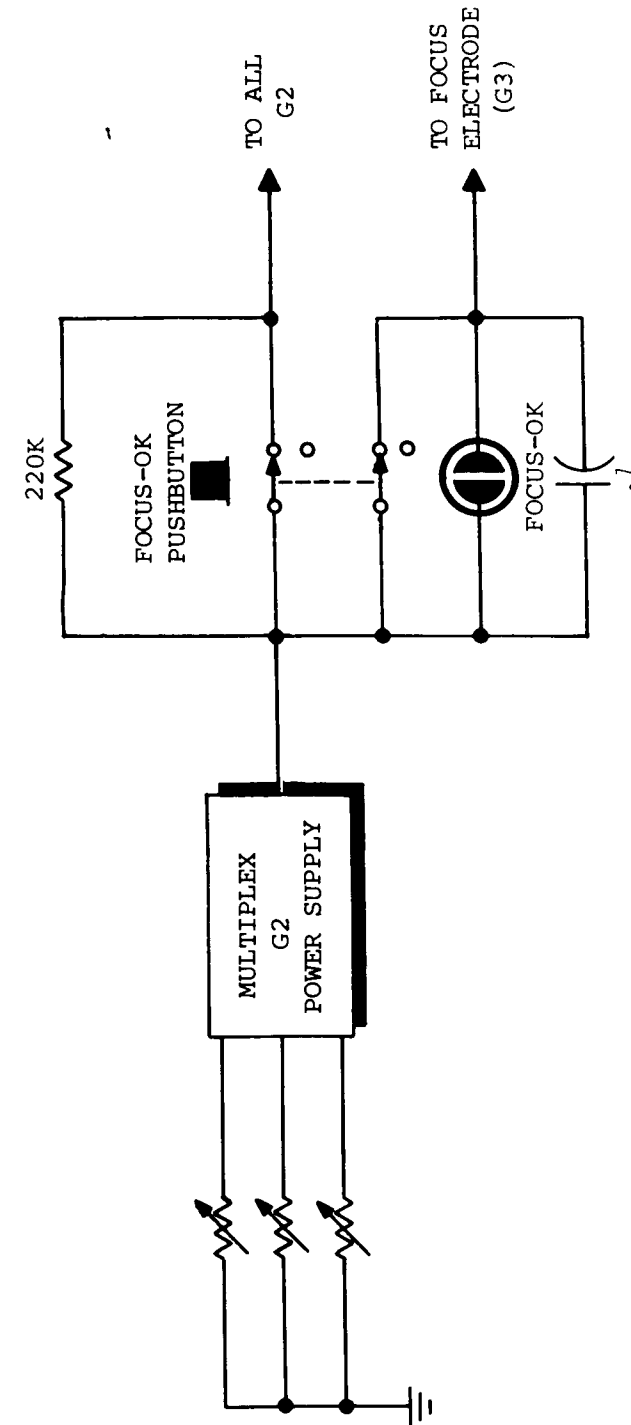 220K
FOCUS-OK
PUSHBUTTON
TO ALL
G2
MULTIPLEX
G2
POWER SUPPLY
TO FOCUS
ELECTRODE
(G3)
FOCUS-OK